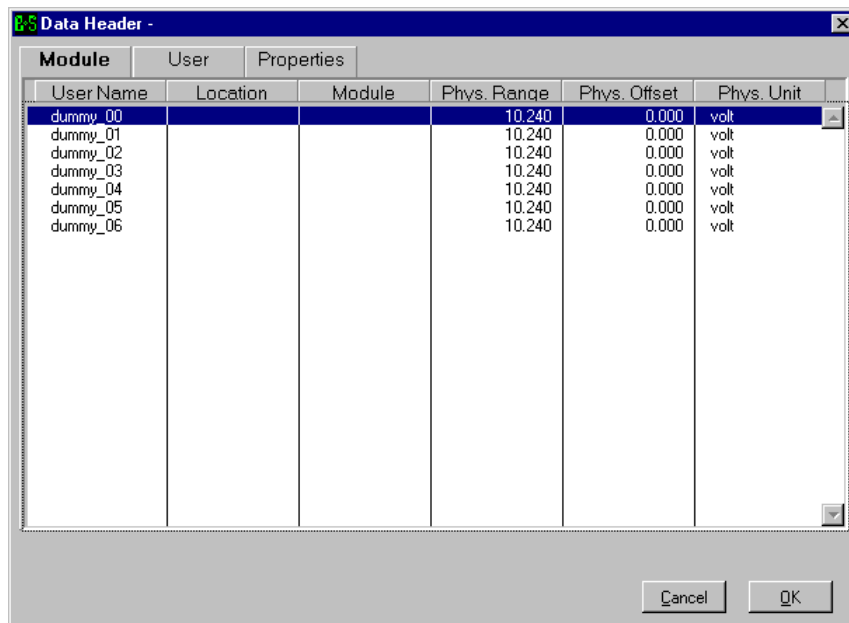 Data Header -
Module User Properties
User Name Location Module Phys. Range Phys. Offset Phys. Unit
dummy_00 10.240 0.000 volt
dummy_01 10.240 0.000 volt
dummy_02 10.240 0.000 volt
dummy_03 10.240 0.000 volt
dummy_04 10.240 0.000 volt
dummy_05 10.240 0.000 volt
dummy_06 10.240 0.000 volt
Cancel OK